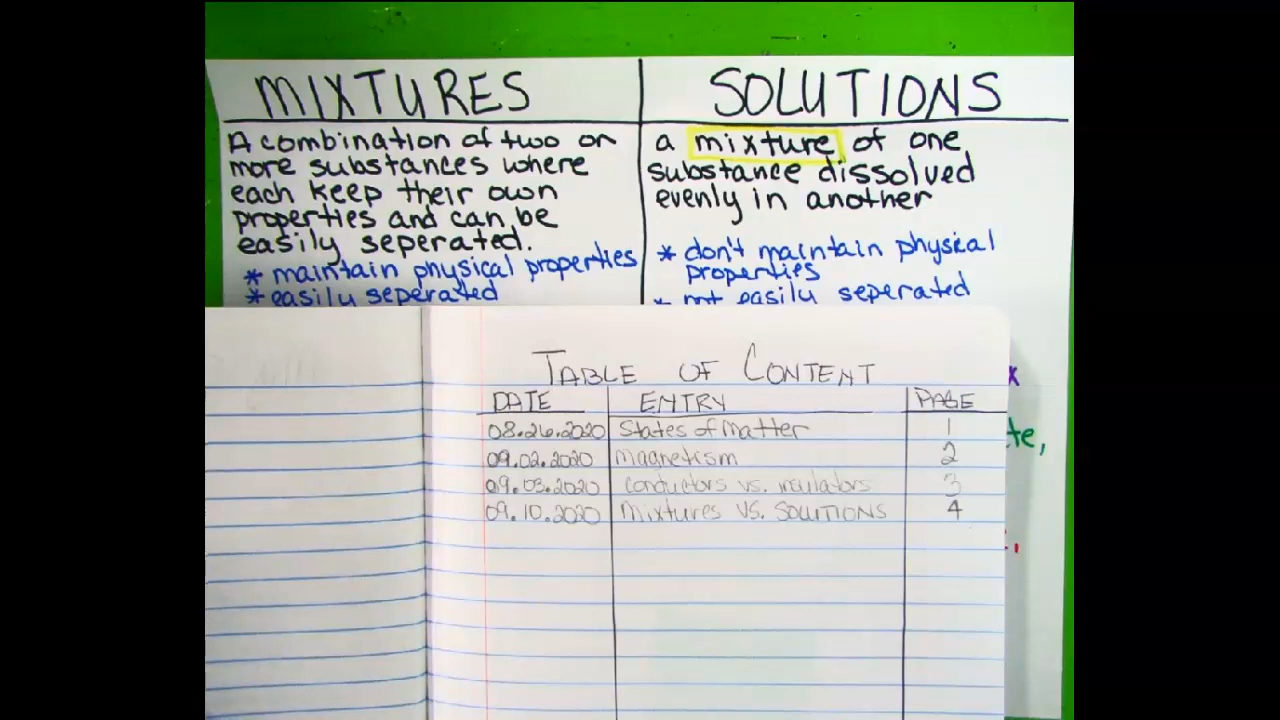 MIXTURES
A combination of two or
more substances where
each keep their own
properties and can be
easily seperated.
* maintain physical properties
* easily seperated
SOLUTIONS
a mixture of one
substance dissolved
evenly in another
* don't maintain physical
properties
* not easily seperated
TABLE OF CONTENT
DATE ENTRY PAGE
08.26.2020 States of matter 1
09.02.2020 magnetism 2
09.03.2020 conductors vs. insulators 3
09.10.2020 Mixtures VS. SOLUTIONS 4